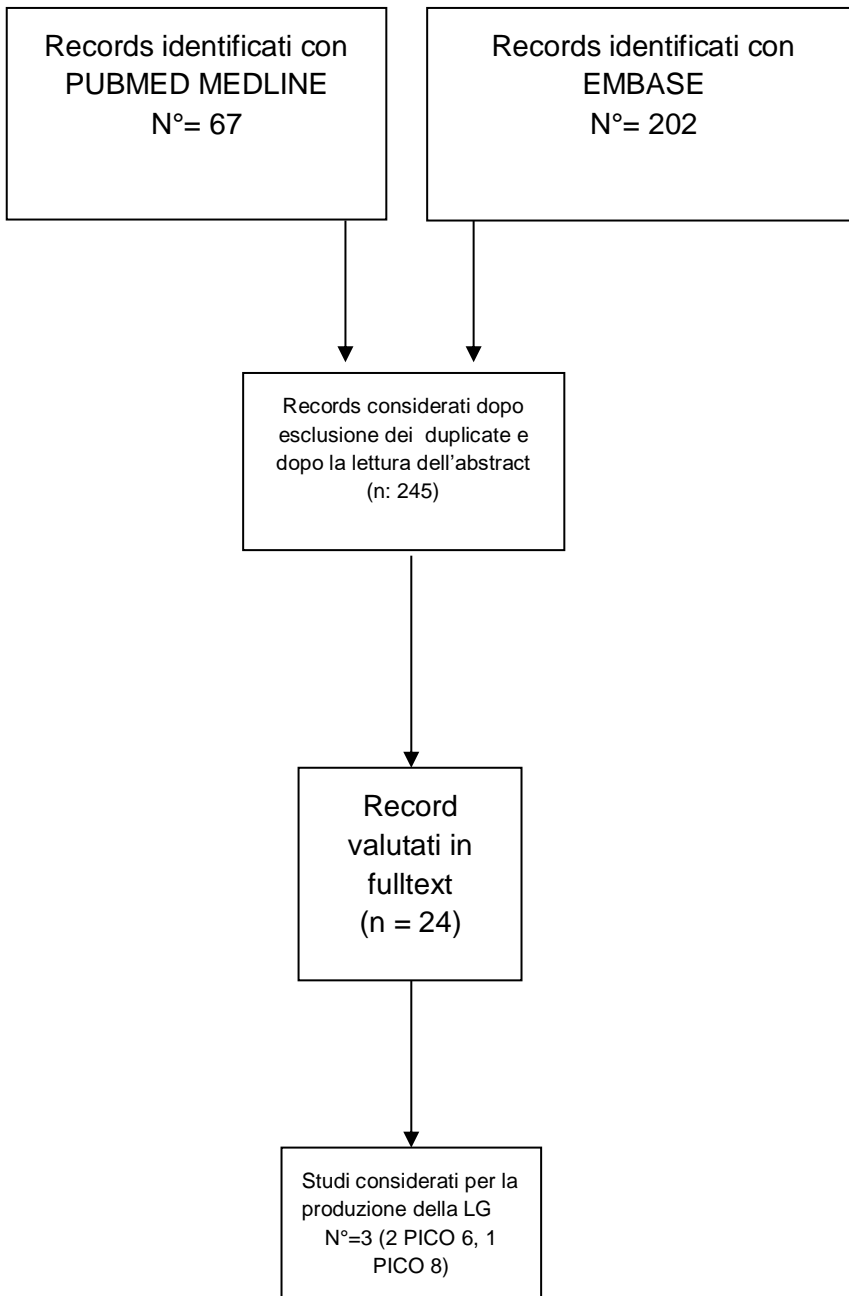 Records identificati con
PUBMED MEDLINE
N°= 67
Records identificati con
EMBASE
N°= 202
Records considerati dopo
esclusione dei duplicate e
dopo la lettura dell'abstract
(n: 245)
Record
valutati in
fulltext
(n = 24)
Studi considerati per la
produzione della LG
N°=3 (2 PICO 6, 1
PICO 8)